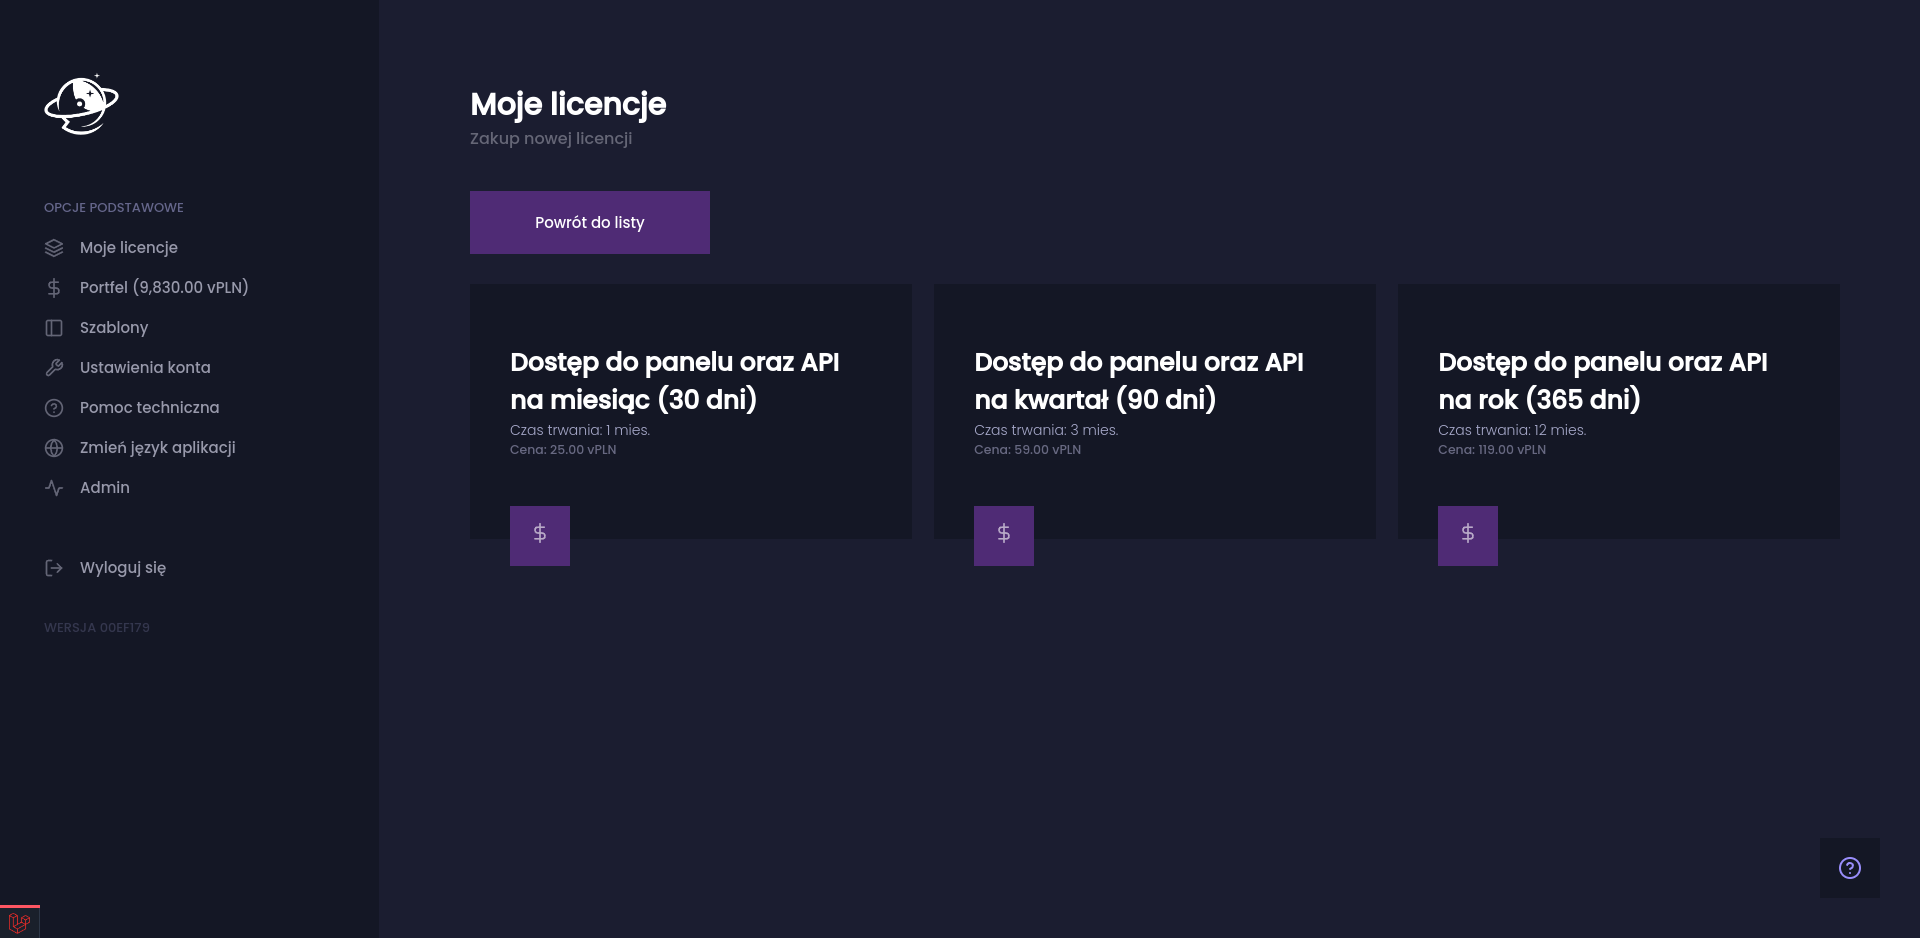 OPCJE PODSTAWOWE
Moje licencje
Portfel (9,830.00 vPLN)
Szablony
Ustawienia konta
Pomoc techniczna
Zmień język aplikacji
Admin
Wyloguj się
WERSJA 00EF179
Moje licencje
Zakup nowej licencji
Powrót do listy
Dostęp do panelu oraz API
na miesiąc (30 dni)
Czas trwania: 1 mies.
Cena: 25.00 vPLN
Dostęp do panelu oraz API
na kwartał (90 dni)
Czas trwania: 3 mies.
Cena: 59.00 vPLN
Dostęp do panelu oraz API
na rok (365 dni)
Czas trwania: 12 mies.
Cena: 119.00 vPLN